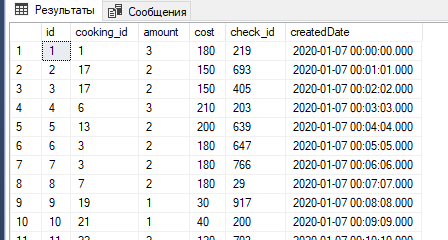 Результаты Сообщения
id cooking_id amount cost check_id createdDate
1 1 1 3 180 219 2020-01-07 00:00:00.000
2 2 17 2 150 693 2020-01-07 00:01:01.000
3 3 17 2 150 405 2020-01-07 00:02:02.000
4 4 6 3 210 203 2020-01-07 00:03:03.000
5 5 13 2 200 639 2020-01-07 00:04:04.000
6 6 3 2 180 647 2020-01-07 00:05:05.000
7 7 3 2 180 766 2020-01-07 00:06:06.000
8 8 7 2 180 29 2020-01-07 00:07:07.000
9 9 19 1 30 917 2020-01-07 00:08:08.000
10 10 21 1 40 200 2020-01-07 00:09:09.000